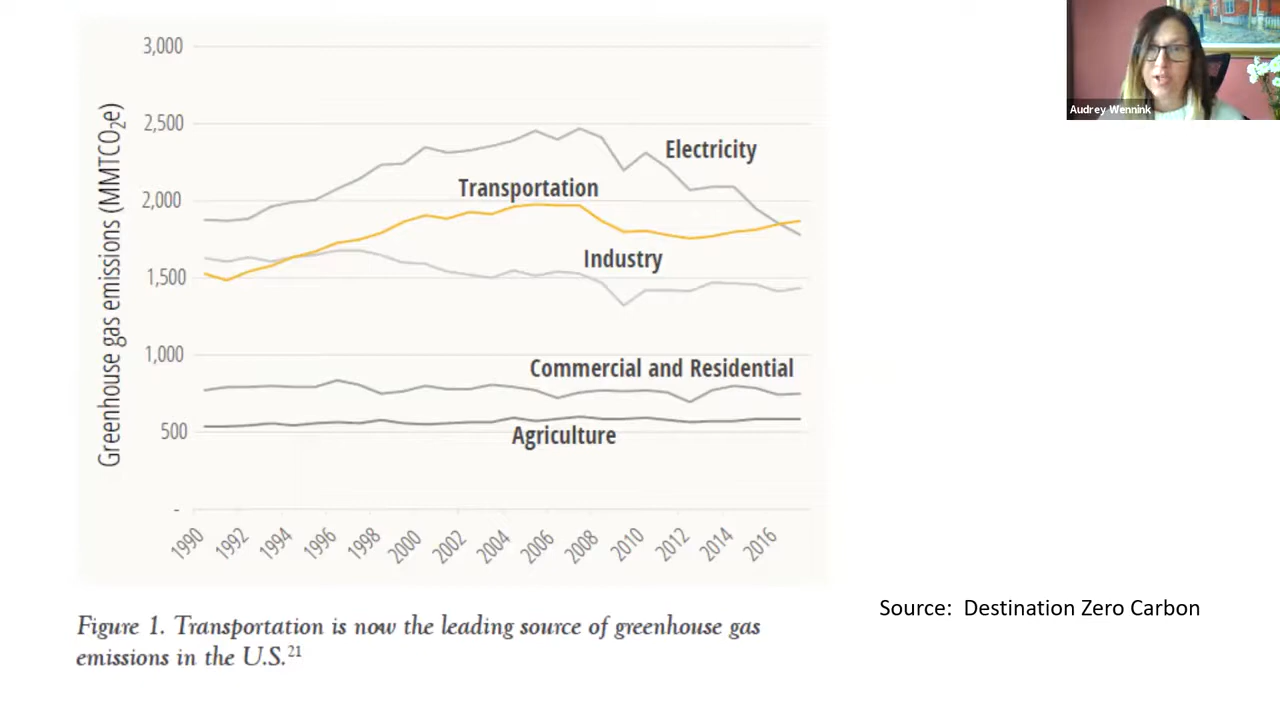 3,000
2,500
2,000
1,500
1,000
500
-
Greenhouse gas emissions (MMTCO₂e)
Electricity
Transportation
Industry
Commercial and Residential
Agriculture
1990
1992
1994
1996
1998
2000
2002
2004
2006
2008
2010
2012
2014
2016
Figure 1. Transportation is now the leading source of greenhouse gas
emissions in the U.S.²¹
Source: Destination Zero Carbon
Audrey Wennink